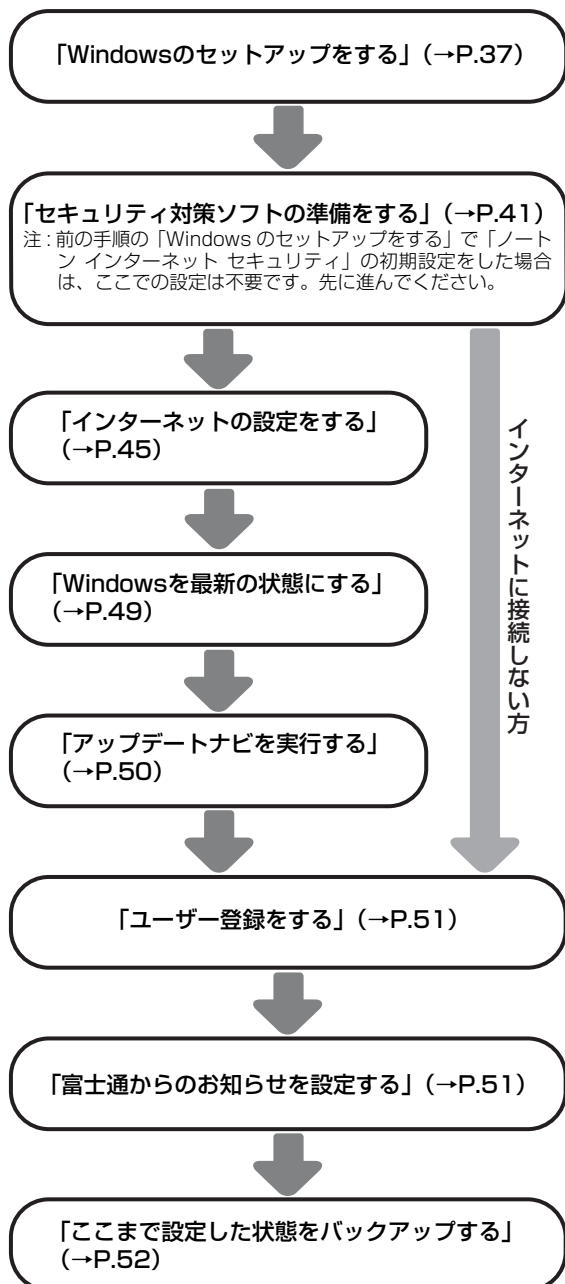 「Windowsのセットアップをする」（→P.37）
「セキュリティ対策ソフトの準備をする」（→P.41）
注：前の手順の「Windows のセットアップをする」で「ノート
ン インターネット セキュリティ」の初期設定をした場合
は、ここでの設定は不要です。先に進んでください。
「インターネットの設定をする」
（→P.45）
インターネットに接続しない方
「Windowsを最新の状態にする」
（→P.49）
「アップデートナビを実行する」
（→P.50）
「ユーザー登録をする」（→P.51）
「富士通からのお知らせを設定する」（→P.51）
「ここまで設定した状態をバックアップする」
（→P.52）